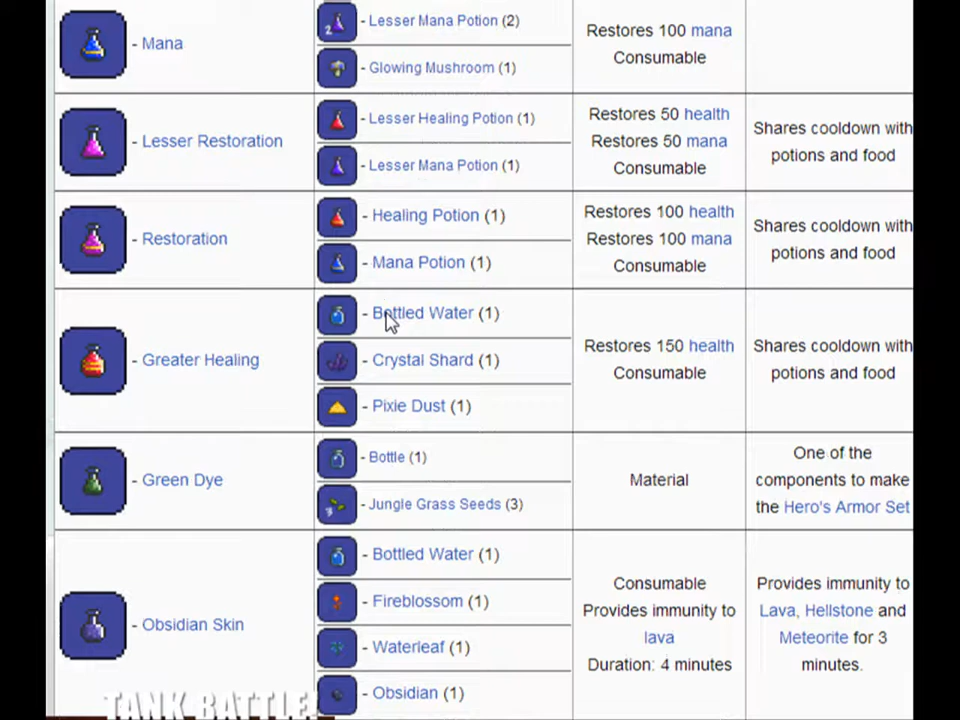 - Mana
2
- Lesser Mana Potion (2)
- Glowing Mushroom (1)
Restores 100 mana
Consumable
- Lesser Restoration
- Lesser Healing Potion (1)
- Lesser Mana Potion (1)
Restores 50 health
Restores 50 mana
Consumable
Shares cooldown with
potions and food
- Restoration
- Healing Potion (1)
- Mana Potion (1)
Restores 100 health
Restores 100 mana
Consumable
Shares cooldown with
potions and food
- Greater Healing
- Bottled Water (1)
- Crystal Shard (1)
- Pixie Dust (1)
Restores 150 health
Consumable
Shares cooldown with
potions and food
- Green Dye
- Bottle (1)
3
- Jungle Grass Seeds (3)
Material
One of the
components to make
the Hero's Armor Set
- Obsidian Skin
- Bottled Water (1)
- Fireblossom (1)
- Waterleaf (1)
- Obsidian (1)
Consumable
Provides immunity to
lava
Duration: 4 minutes
Provides immunity to
Lava, Hellstone and
Meteorite for 3
minutes.
TANK BATTLE!